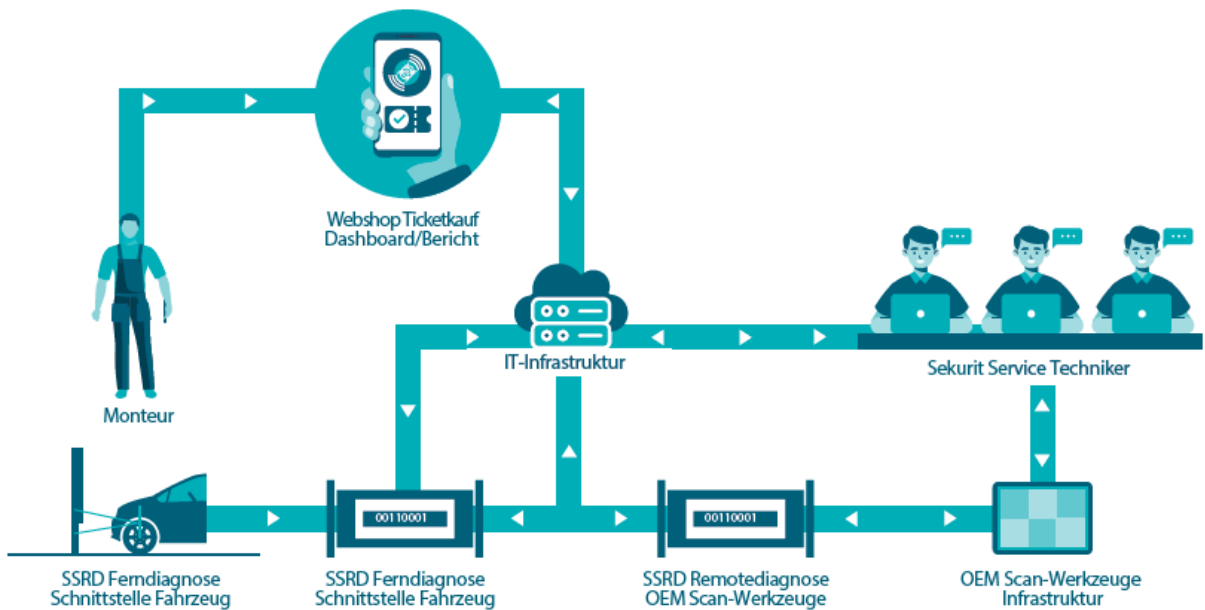 Webshop Ticketkauf
Dashboard/Bericht
IT-Infrastruktur
Sekurit Service Techniker
Monteur
00110001
00110001
SSRD Ferndiagnose
Schnittstelle Fahrzeug
SSRD Ferndiagnose
Schnittstelle Fahrzeug
SSRD Remotediagnose
OEM Scan-Werkzeuge
OEM Scan-Werkzeuge
Infrastruktur